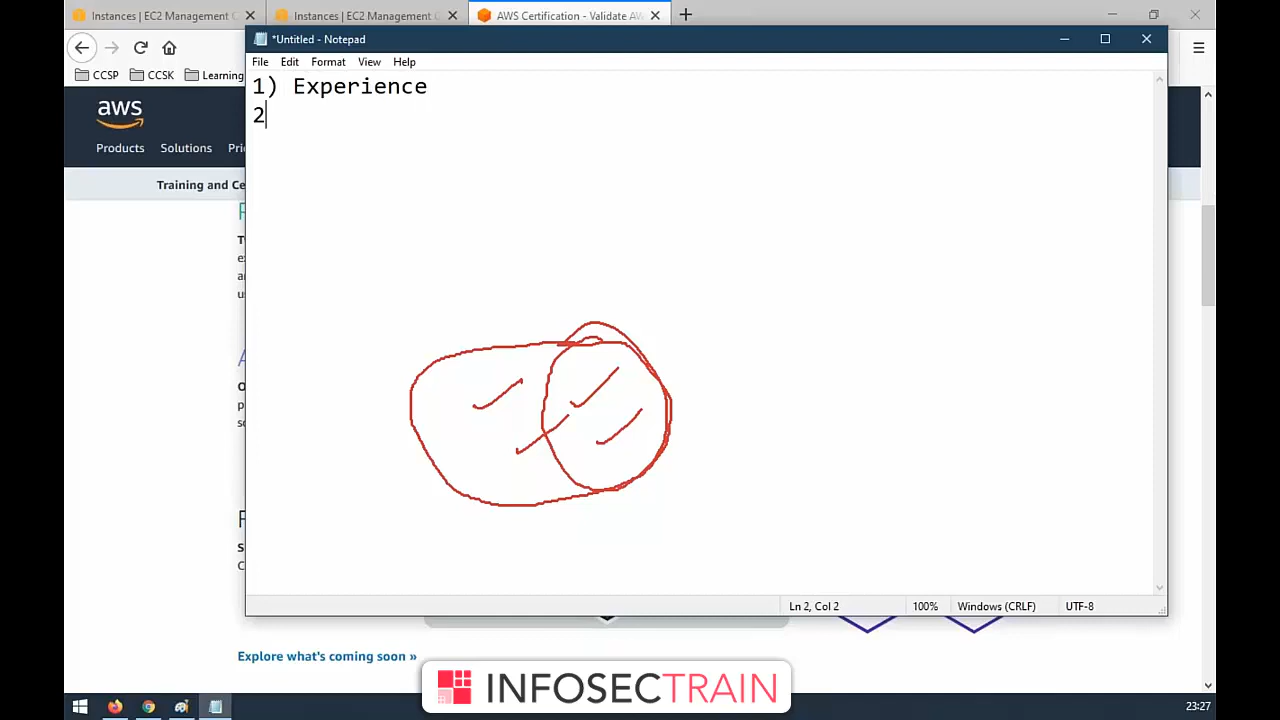 Instances | EC2 Management C
Instances | EC2 Management C
AWS Certification - Validate AW
*Untitled - Notepad
CCSP
CCSK
Learning
File Edit Format View Help
1) Experience
2
aws
Products Solutions Pri
Training and Ce
Ln 2, Col 2 100% Windows (CRLF) UTF-8
Explore what's coming soon »
INFOSECTRAIN
23:27